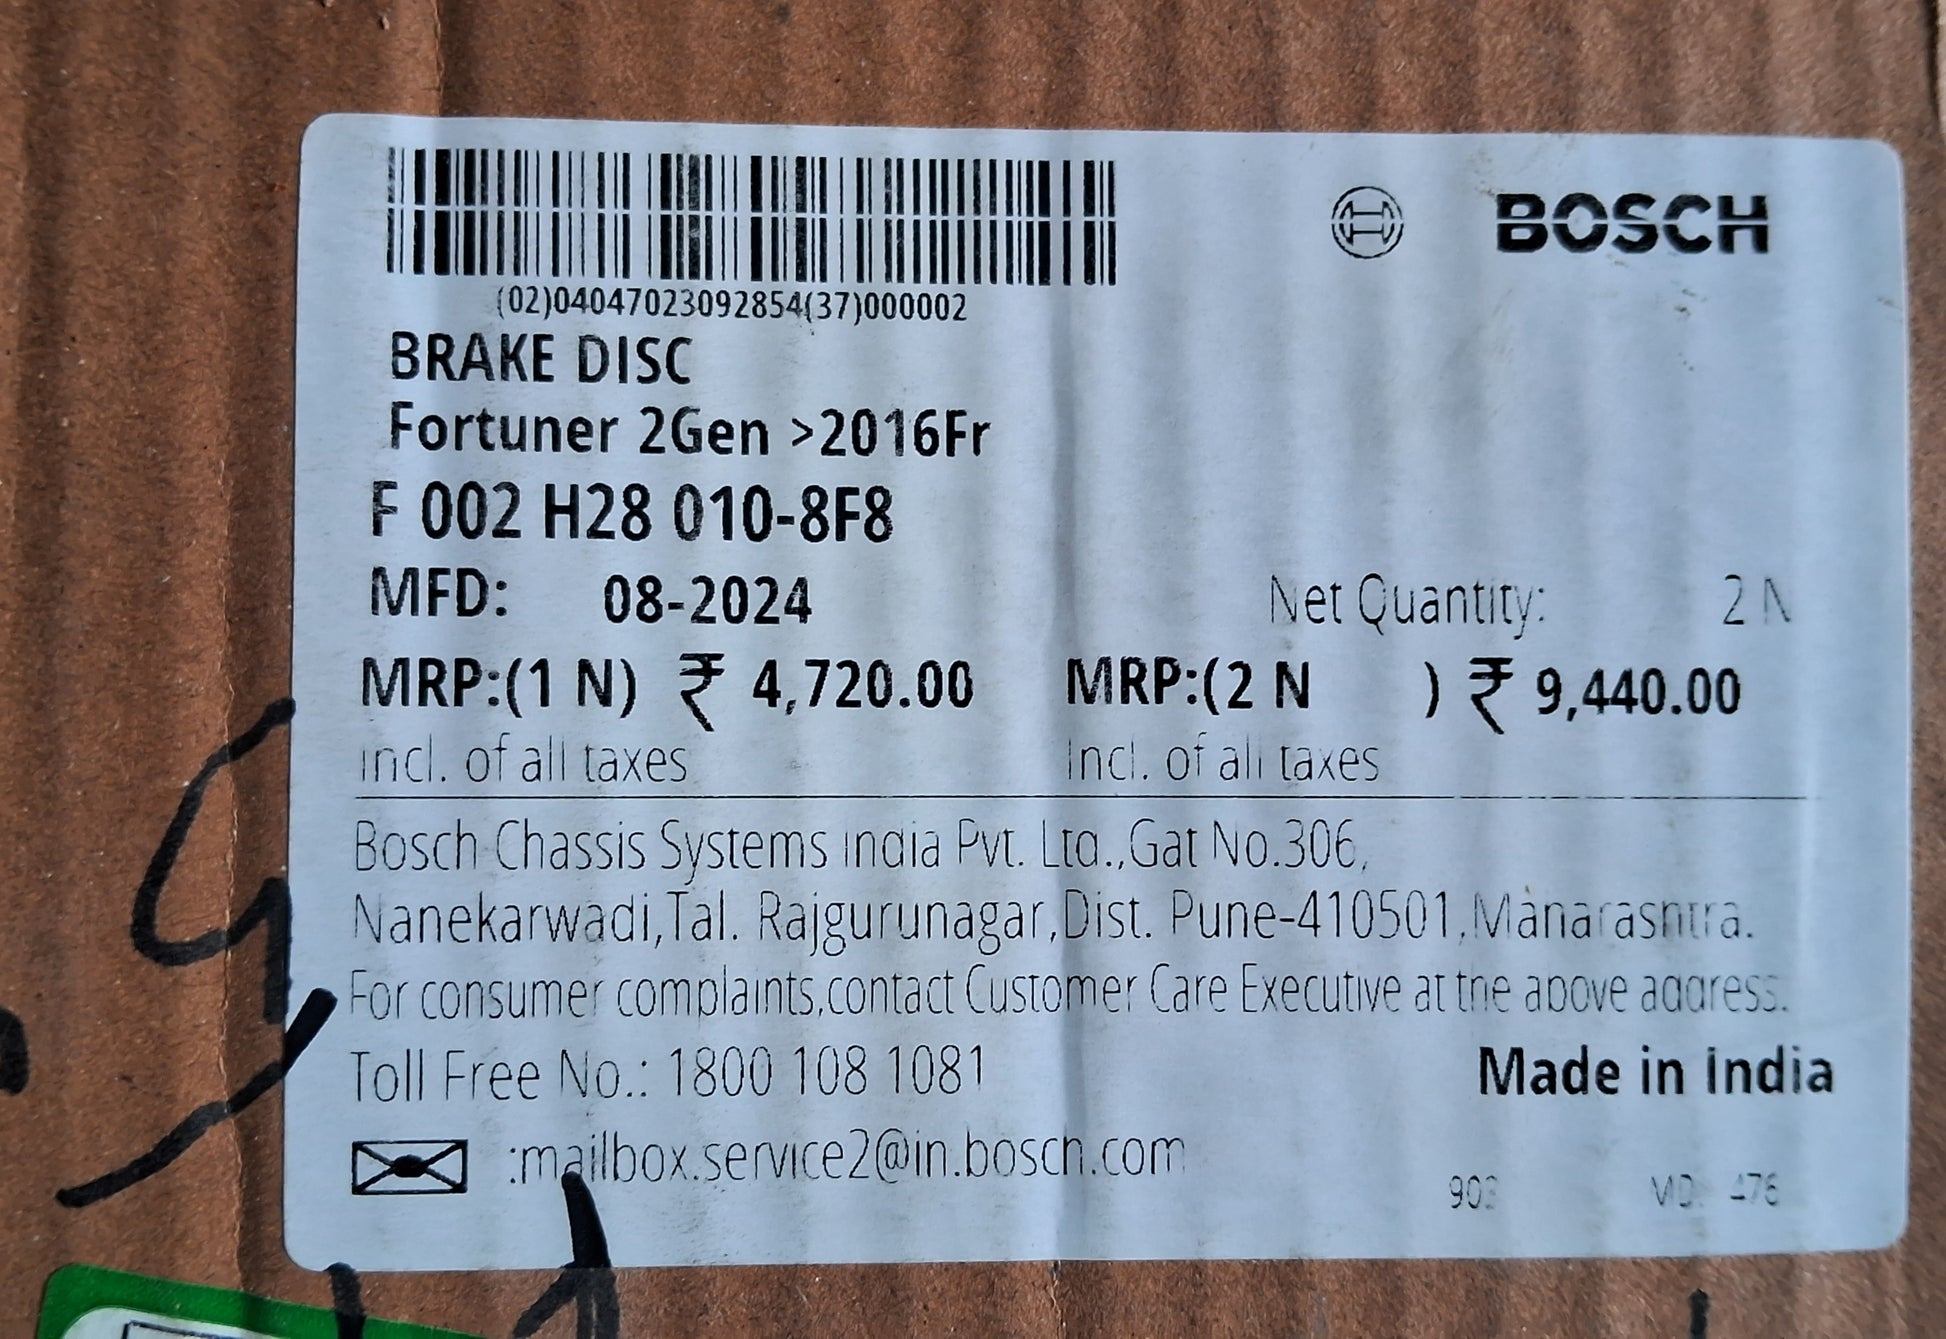 BOSCH
(02)04047023092854(37)000002
BRAKE DISC
Fortuner 2Gen >2016Fr
F 002 H28 010-8F8
MFD: 08-2024 Net Quantity: 2 N
MRP:(1 N) ₹ 4,720.00 MRP:(2 N ) ₹ 9,440.00
incl. of all taxes incl. of all taxes
Bosch Chassis Systems India Pvt. Ltd.,Gat No.306,
Nanekarwadi,Tal. Rajgurunagar,Dist. Pune-410501,Maharashtra.
For consumer complaints,contact Customer Care Executive at the above address.
Toll Free No.: 1800 108 1081
Made in India
:mailbox.service2@in.bosch.com